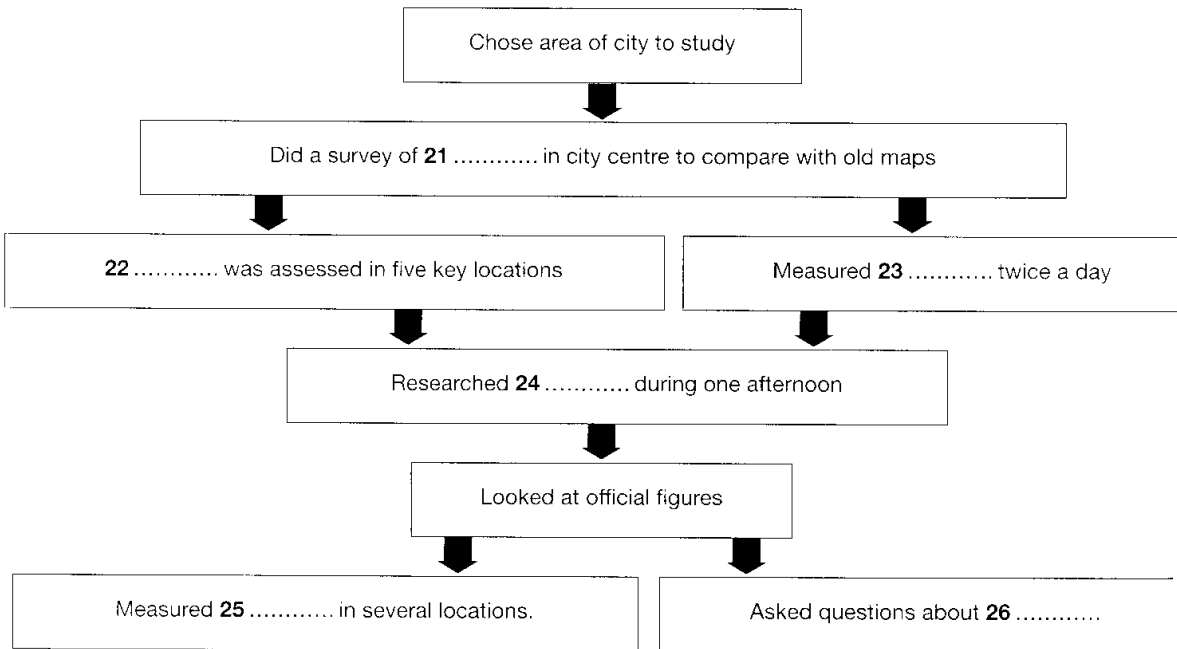 Chose area of city to study
Did a survey of 21 ............ in city centre to compare with old maps
22 ............ was assessed in five key locations
Measured 23 ............ twice a day
Researched 24 ............ during one afternoon
Looked at official figures
Measured 25 ............ in several locations.
Asked questions about 26 ............